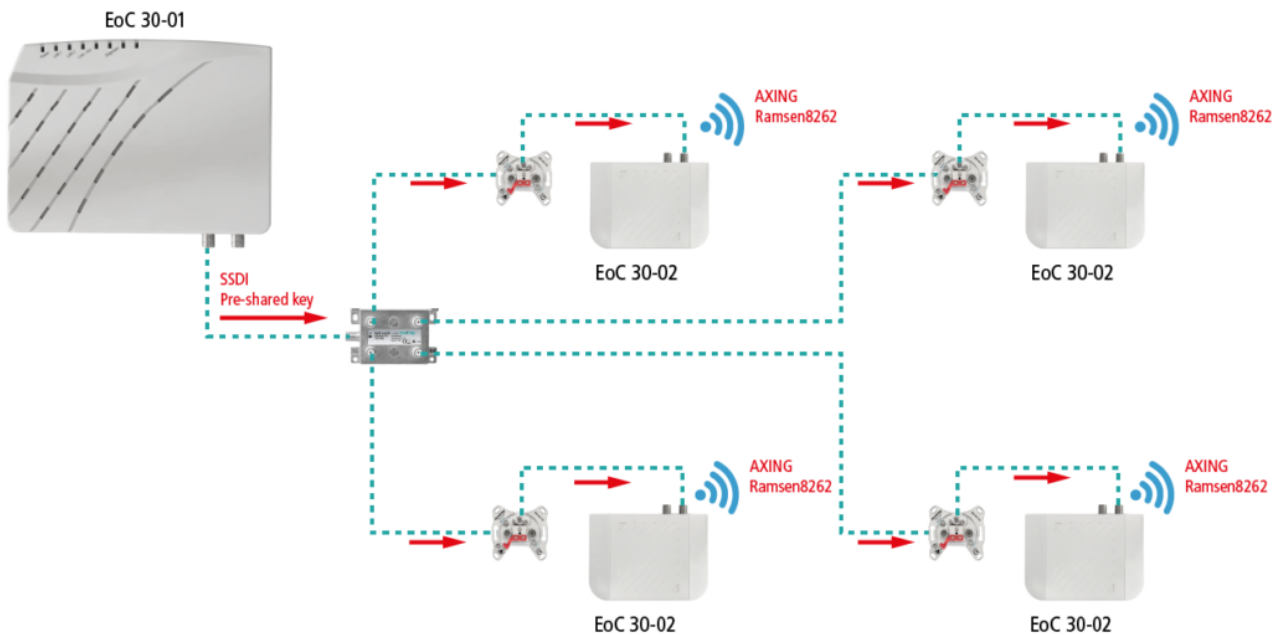 EoC 30-01
AXING
Ramsen8262
AXING
Ramsen8262
EoC 30-02
EoC 30-02
SSDI
Pre-shared key
AXING
Ramsen8262
AXING
Ramsen8262
EoC 30-02
EoC 30-02